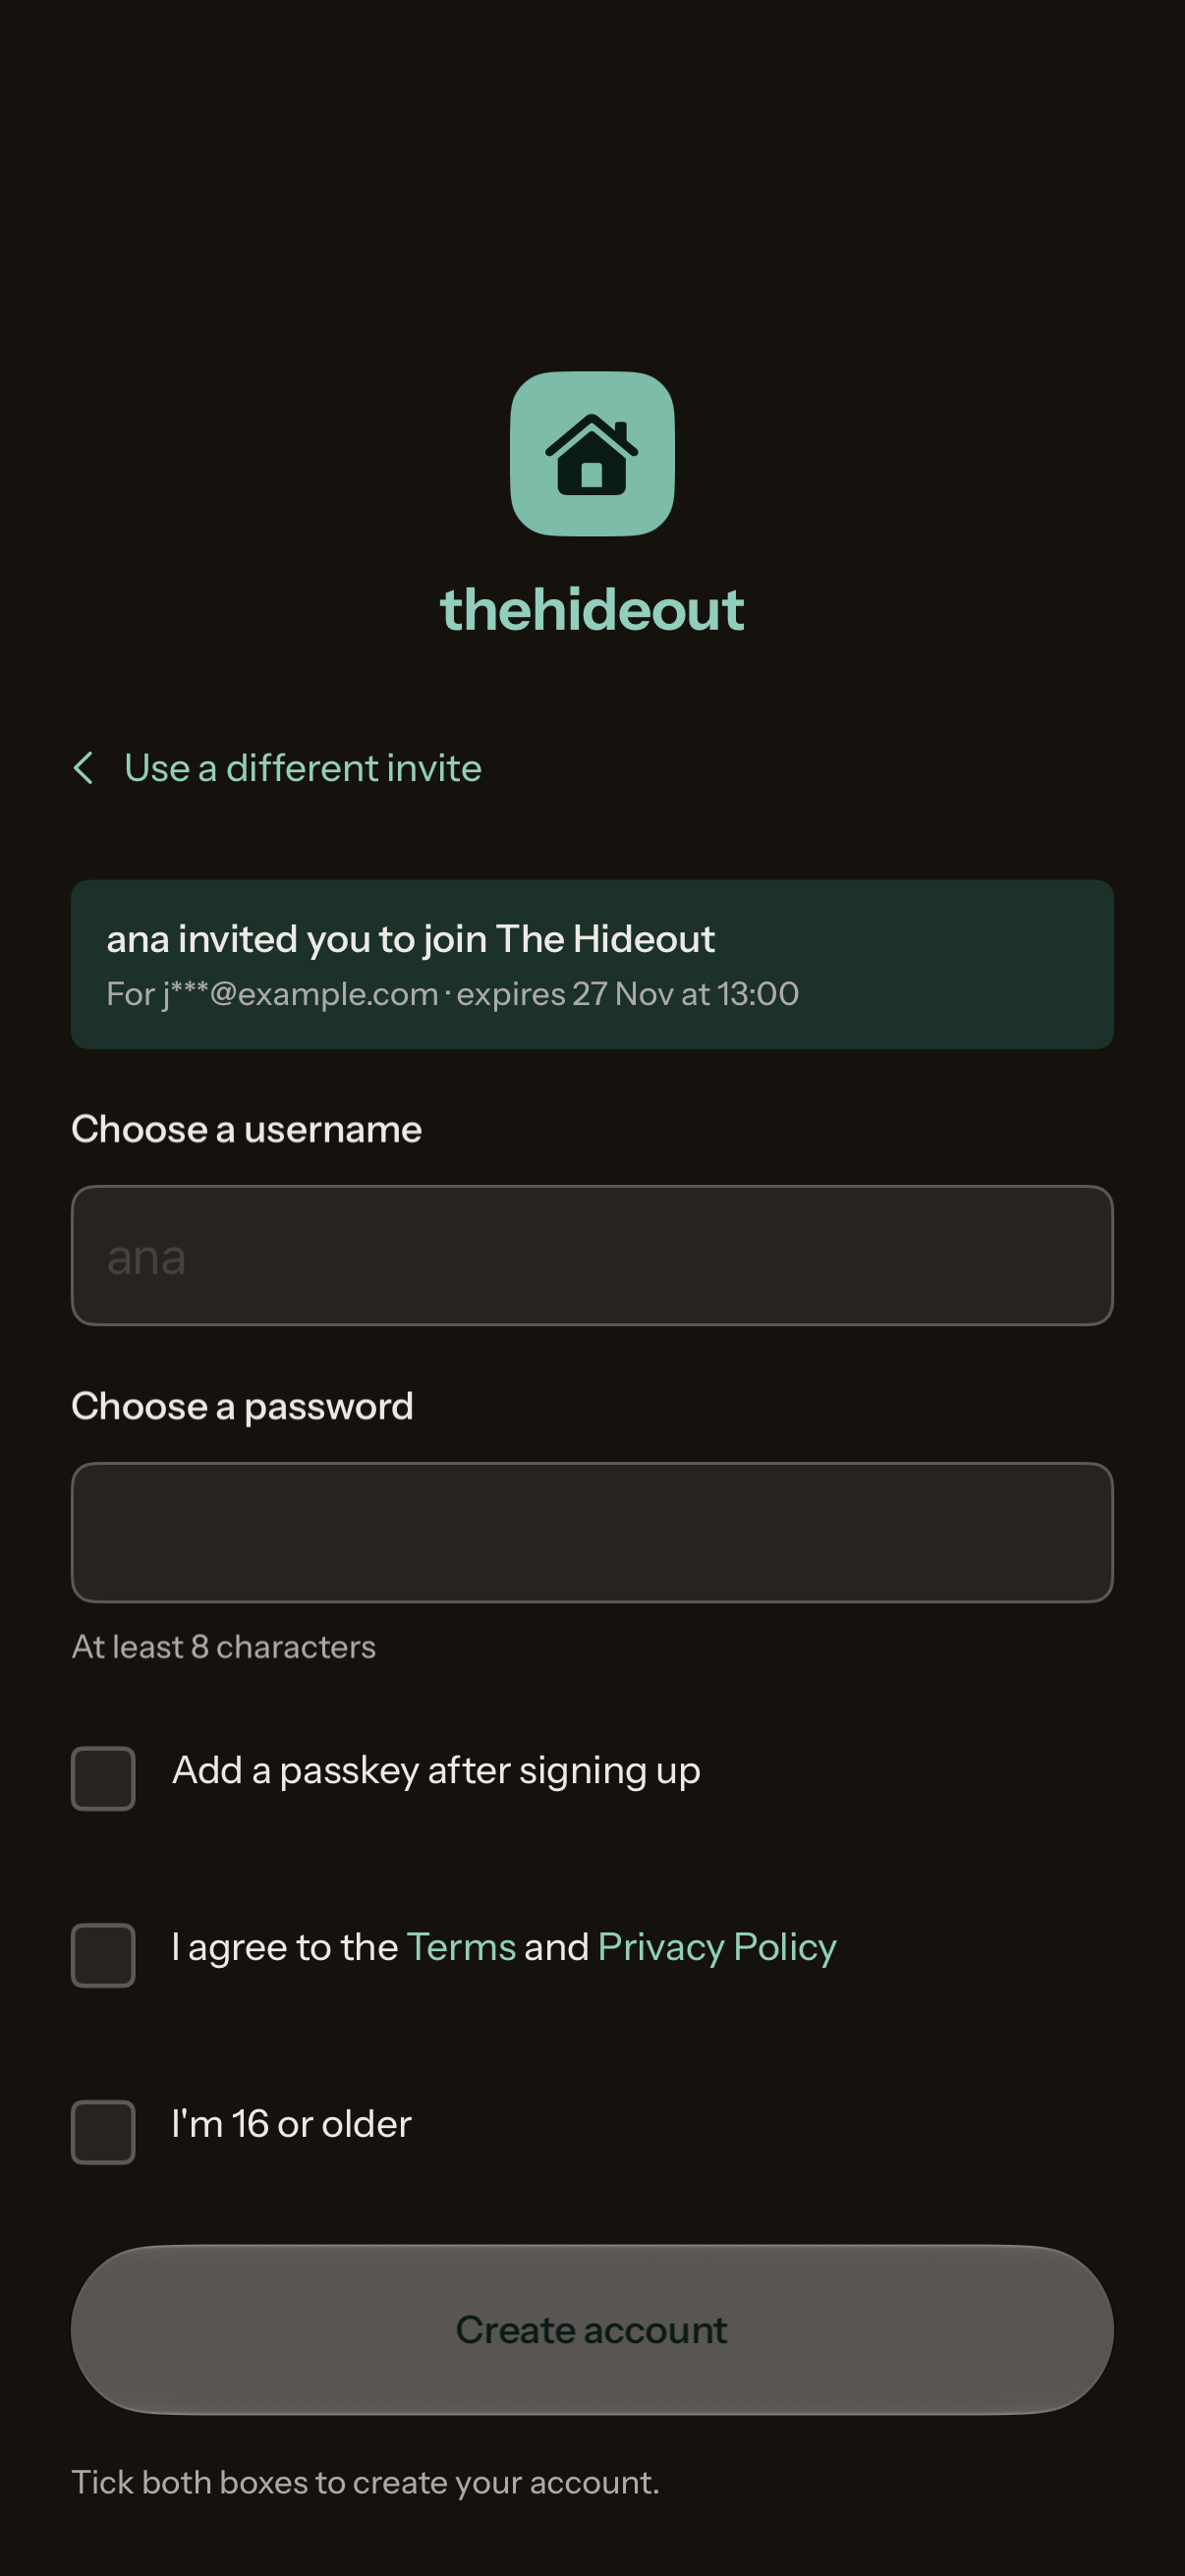 thehideout
Use a different invite
ana invited you to join The Hideout
For j***@example.com · expires 27 Nov at 13:00
Choose a username
ana
Choose a password
At least 8 characters
Add a passkey after signing up
I agree to the Terms and Privacy Policy
I'm 16 or older
Create account
Tick both boxes to create your account.